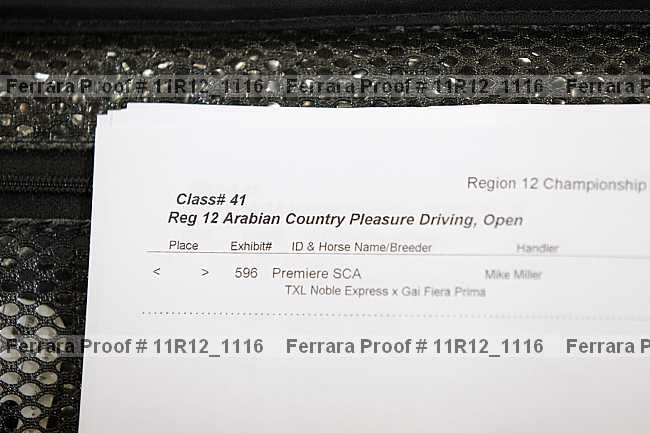 Ferrara Proof # 11R12_1116 Ferrara Proof # 11R12_1116 Ferrara Pr
Region 12 Championship
Class# 41
Reg 12 Arabian Country Pleasure Driving, Open
Place Exhibit# ID & Horse Name/Breeder Handler
< > 596 Premiere SCA Mike Miller
TXL Noble Express x Gai Fiera Prima
Ferrara Proof # 11R12_1116 Ferrara Proof # 11R12_1116 Ferrara Pr